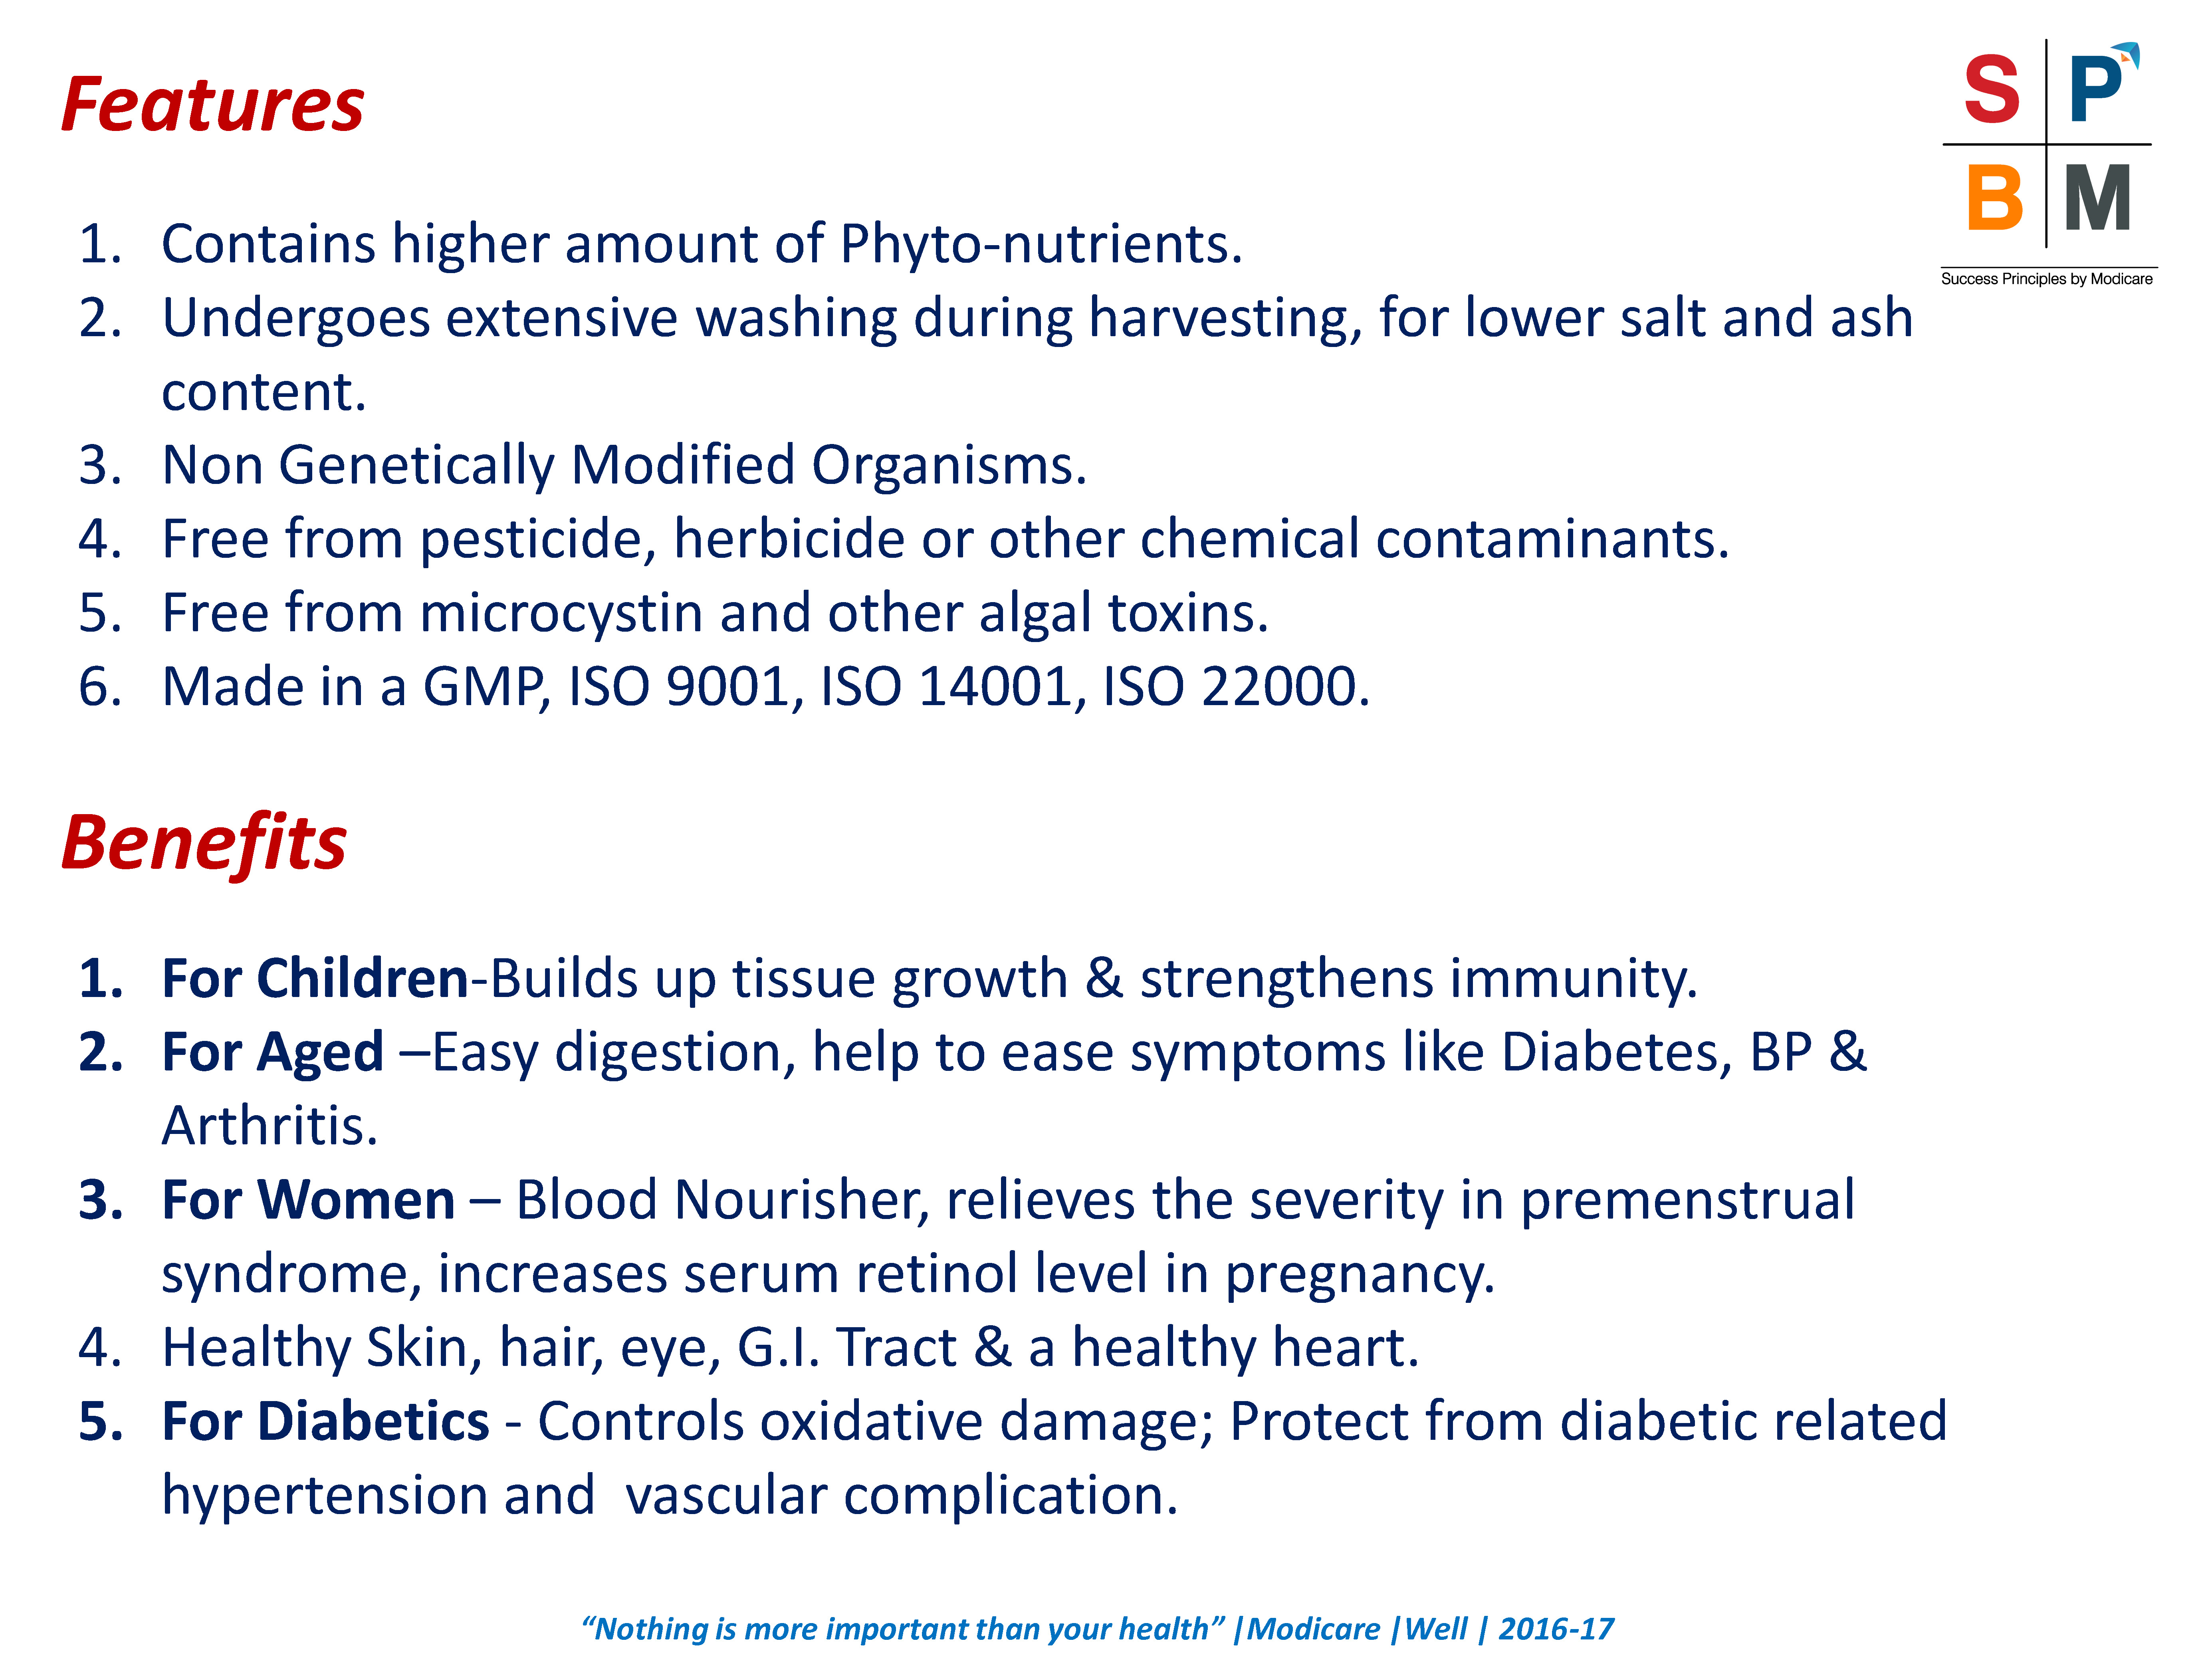 Features
S P
B M
Success Principles by Modicare
1. Contains higher amount of Phyto-nutrients.
2. Undergoes extensive washing during harvesting, for lower salt and ash
content.
3. Non Genetically Modified Organisms.
4. Free from pesticide, herbicide or other chemical contaminants.
5. Free from microcystin and other algal toxins.
6. Made in a GMP, ISO 9001, ISO 14001, ISO 22000.
Benefits
1. For Children-Builds up tissue growth & strengthens immunity.
2. For Aged –Easy digestion, help to ease symptoms like Diabetes, BP &
Arthritis.
3. For Women – Blood Nourisher, relieves the severity in premenstrual
syndrome, increases serum retinol level in pregnancy.
4. Healthy Skin, hair, eye, G.I. Tract & a healthy heart.
5. For Diabetics - Controls oxidative damage; Protect from diabetic related
hypertension and  vascular complication.
“Nothing is more important than your health” |Modicare |Well | 2016-17